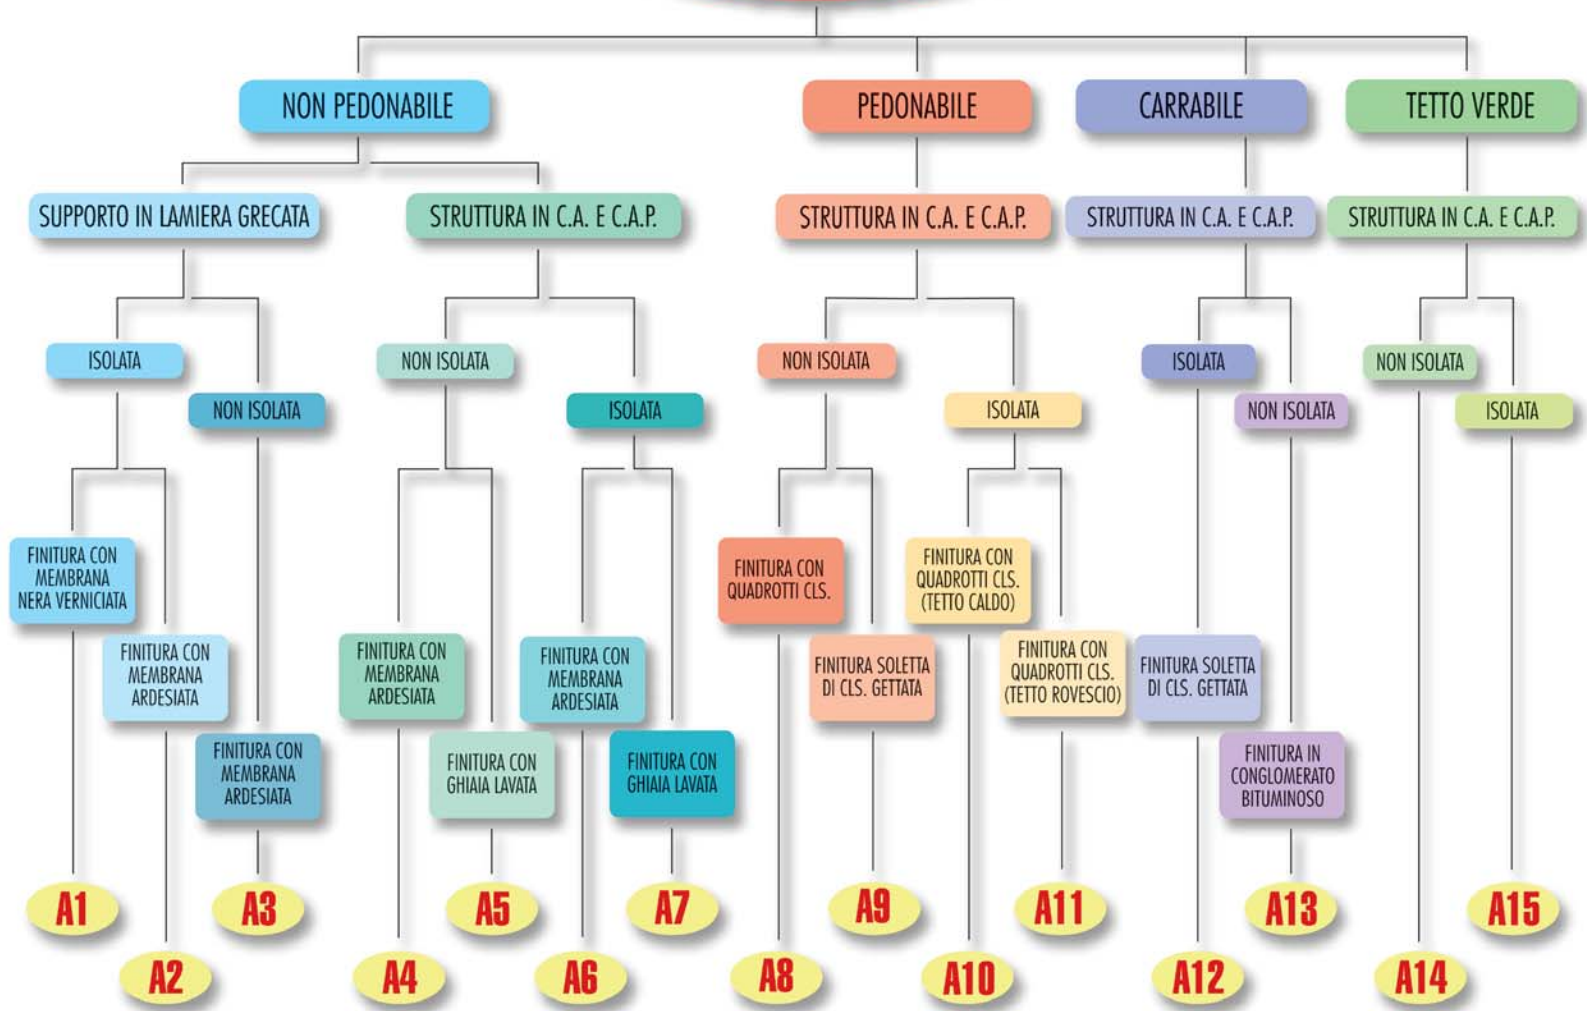 NON PEDONABILE
PEDONABILE
CARRABILE
TETTO VERDE
SUPPORTO IN LAMIERA GRECATA
STRUTTURA IN C.A. E C.A.P.
STRUTTURA IN C.A. E C.A.P.
STRUTTURA IN C.A. E C.A.P.
STRUTTURA IN C.A. E C.A.P.
ISOLATA
NON ISOLATA
NON ISOLATA
ISOLATA
NON ISOLATA
ISOLATA
ISOLATA
NON ISOLATA
NON ISOLATA
ISOLATA
FINITURA CON
MEMBRANA
NERA VERNICIATA
FINITURA CON
MEMBRANA
ARDESIATA
FINITURA CON
MEMBRANA
ARDESIATA
FINITURA CON
MEMBRANA
ARDESIATA
FINITURA CON
GHIAIA LAVATA
FINITURA CON
MEMBRANA
ARDESIATA
FINITURA CON
GHIAIA LAVATA
FINITURA CON
QUADROTTI CLS.
FINITURA SOLETTA
DI CLS. GETTATA
FINITURA CON
QUADROTTI CLS.
(TETTO CALDO)
FINITURA CON
QUADROTTI CLS.
(TETTO ROVESCIO)
FINITURA SOLETTA
DI CLS. GETTATA
FINITURA IN
CONGLOMERATO
BITUMINOSO
A1
A2
A3
A4
A5
A6
A7
A8
A9
A10
A11
A12
A13
A14
A15